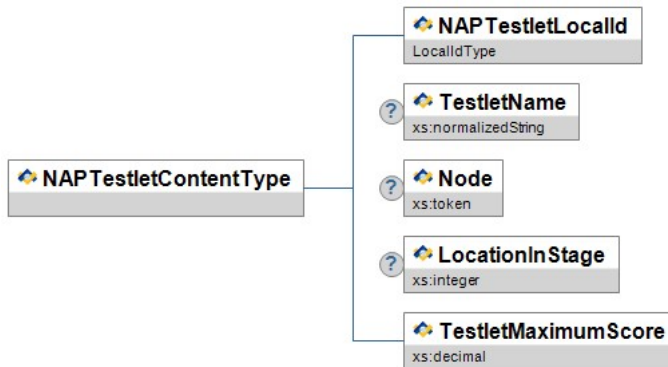 NAPTestletLocalId
LocalIdType
?
TestletName
xs:normalizedString
NAPTestletContentType
?
Node
xs:token
?
LocationInStage
xs:integer
TestletMaximumScore
xs:decimal